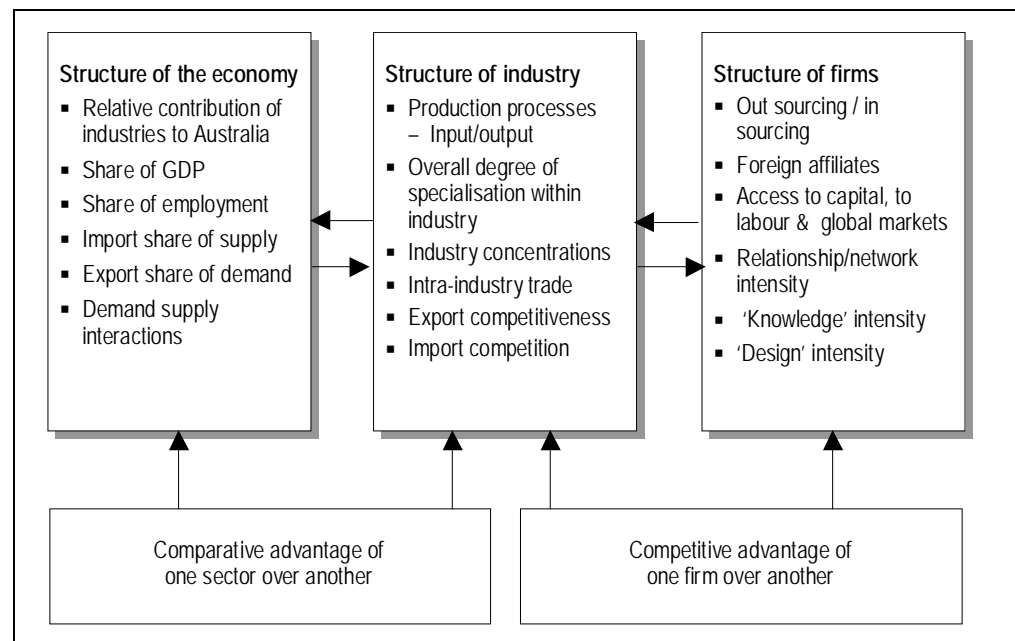 Structure of the economy
▪ Relative contribution of
industries to Australia
▪ Share of GDP
▪ Share of employment
▪ Import share of supply
▪ Export share of demand
▪ Demand supply
interactions
Structure of industry
▪ Production processes
– Input/output
▪ Overall degree of
specialisation within
industry
▪ Industry concentrations
▪ Intra-industry trade
▪ Export competitiveness
▪ Import competition
Structure of firms
▪ Out sourcing / in
sourcing
▪ Foreign affiliates
▪ Access to capital, to
labour & global markets
▪ Relationship/network
intensity
▪ ‘Knowledge’ intensity
▪ ‘Design’ intensity
Comparative advantage of
one sector over another
Competitive advantage of
one firm over another